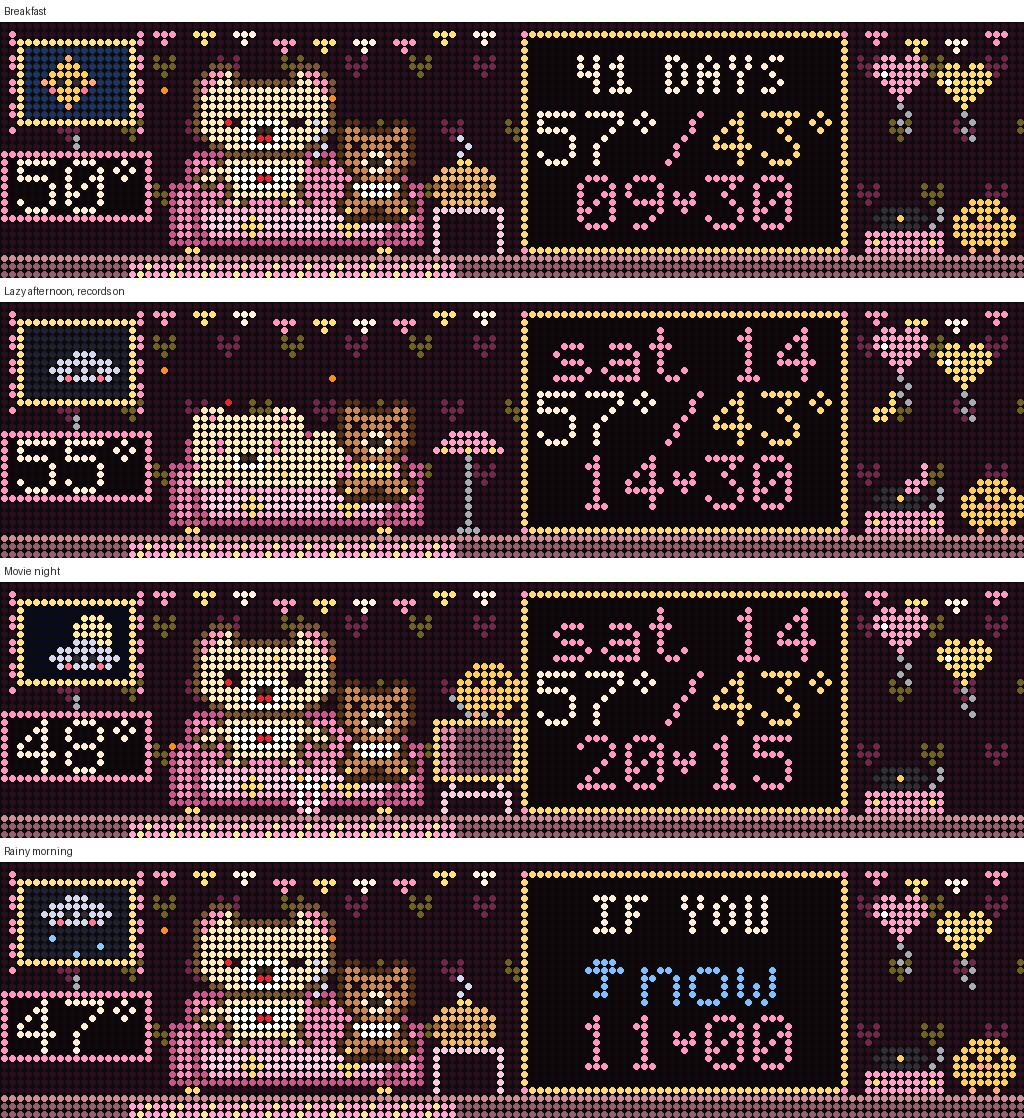 Breakfast
41 DAYS
57°/43°
50°
09:30
Lazy afternoon, records on
sat 14
57°/43°
55°
14:30
Movie night
sat 14
57°/43°
48°
20:15
Rainy morning
IF YOU
now
47°
11:00